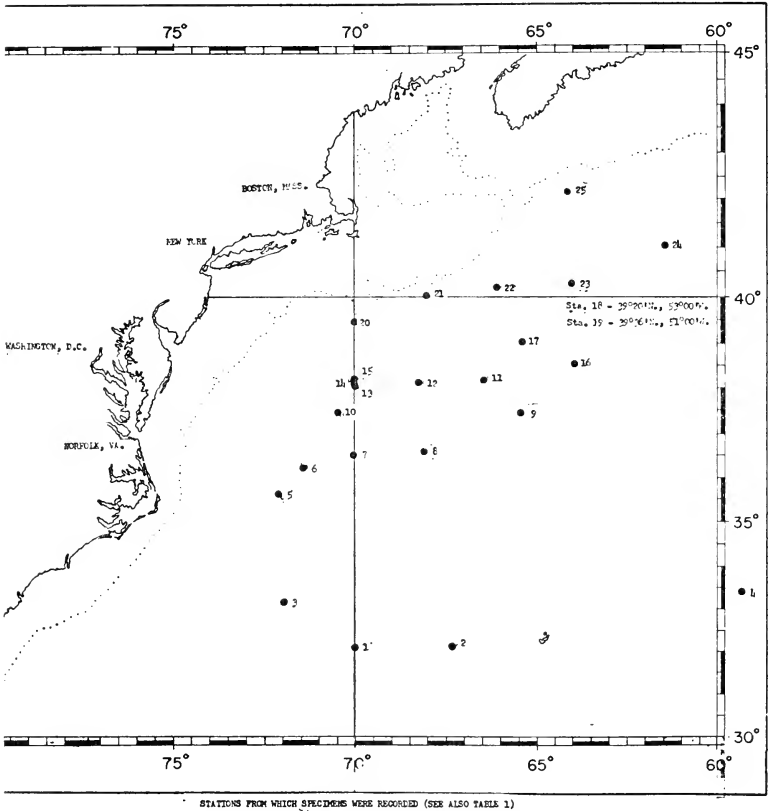 75° 70° 65° 60°
45°
BOSTON, MASS.
25
24
NEW YORK
21 22 23
40°
Sta. 18 - 39°20'N., 53°00'W.
Sta. 19 - 39°36'N., 51°00'W.
20
17
WASHINGTON, D.C.
15
14 12 11 16
13
10 9
NORFOLK, VA.
7 8
6
5
35°
4
3
1 2
30°
75° 70° 65° 60°
STATIONS FROM WHICH SPECIMENS WERE RECORDED (SEE ALSO TABLE 1)